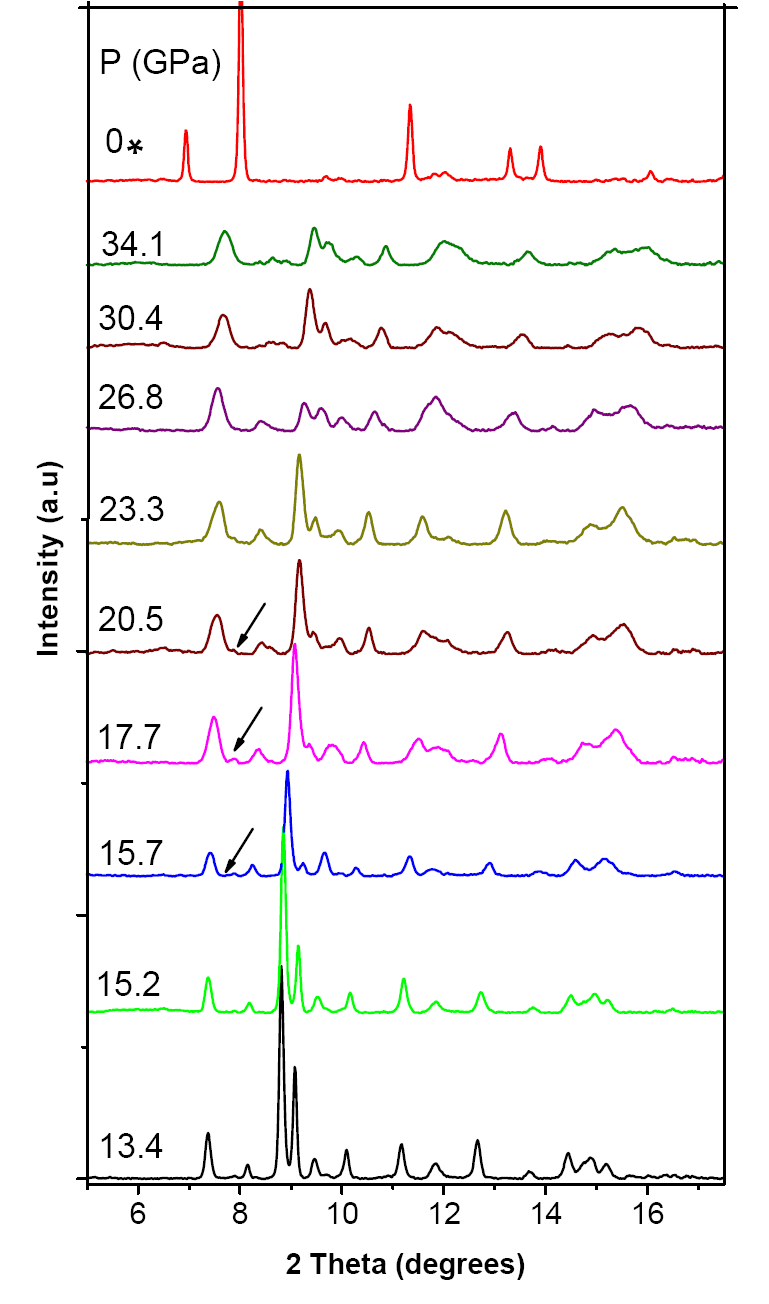 P (GPa)
0*
34.1
30.4
26.8
23.3
20.5
17.7
15.7
15.2
13.4
Intensity (a.u)
6 8 10 12 14 16
2 Theta (degrees)